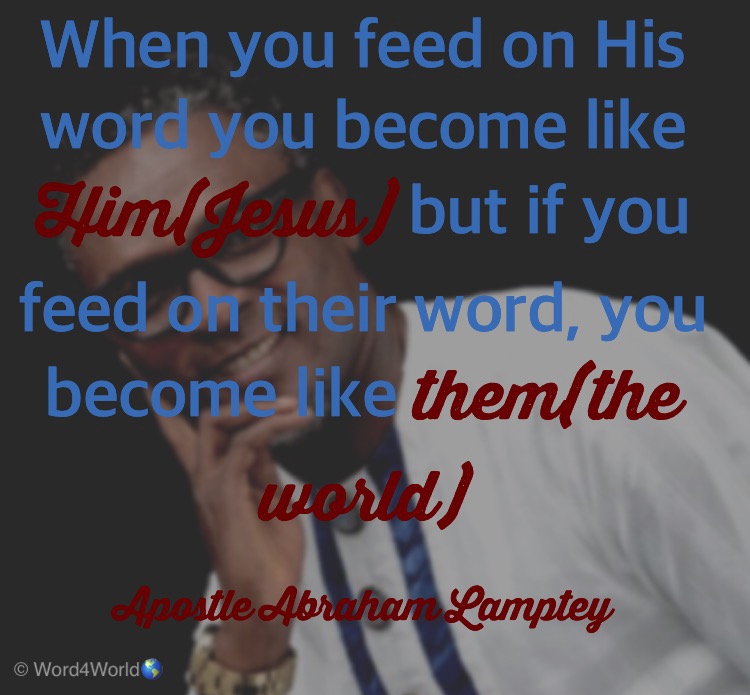 When you feed on His
word you become like
Him(Jesus) but if you
feed on their word, you
become like them(the
world)
Apostle Abraham Lamptey
© Word4World🌎